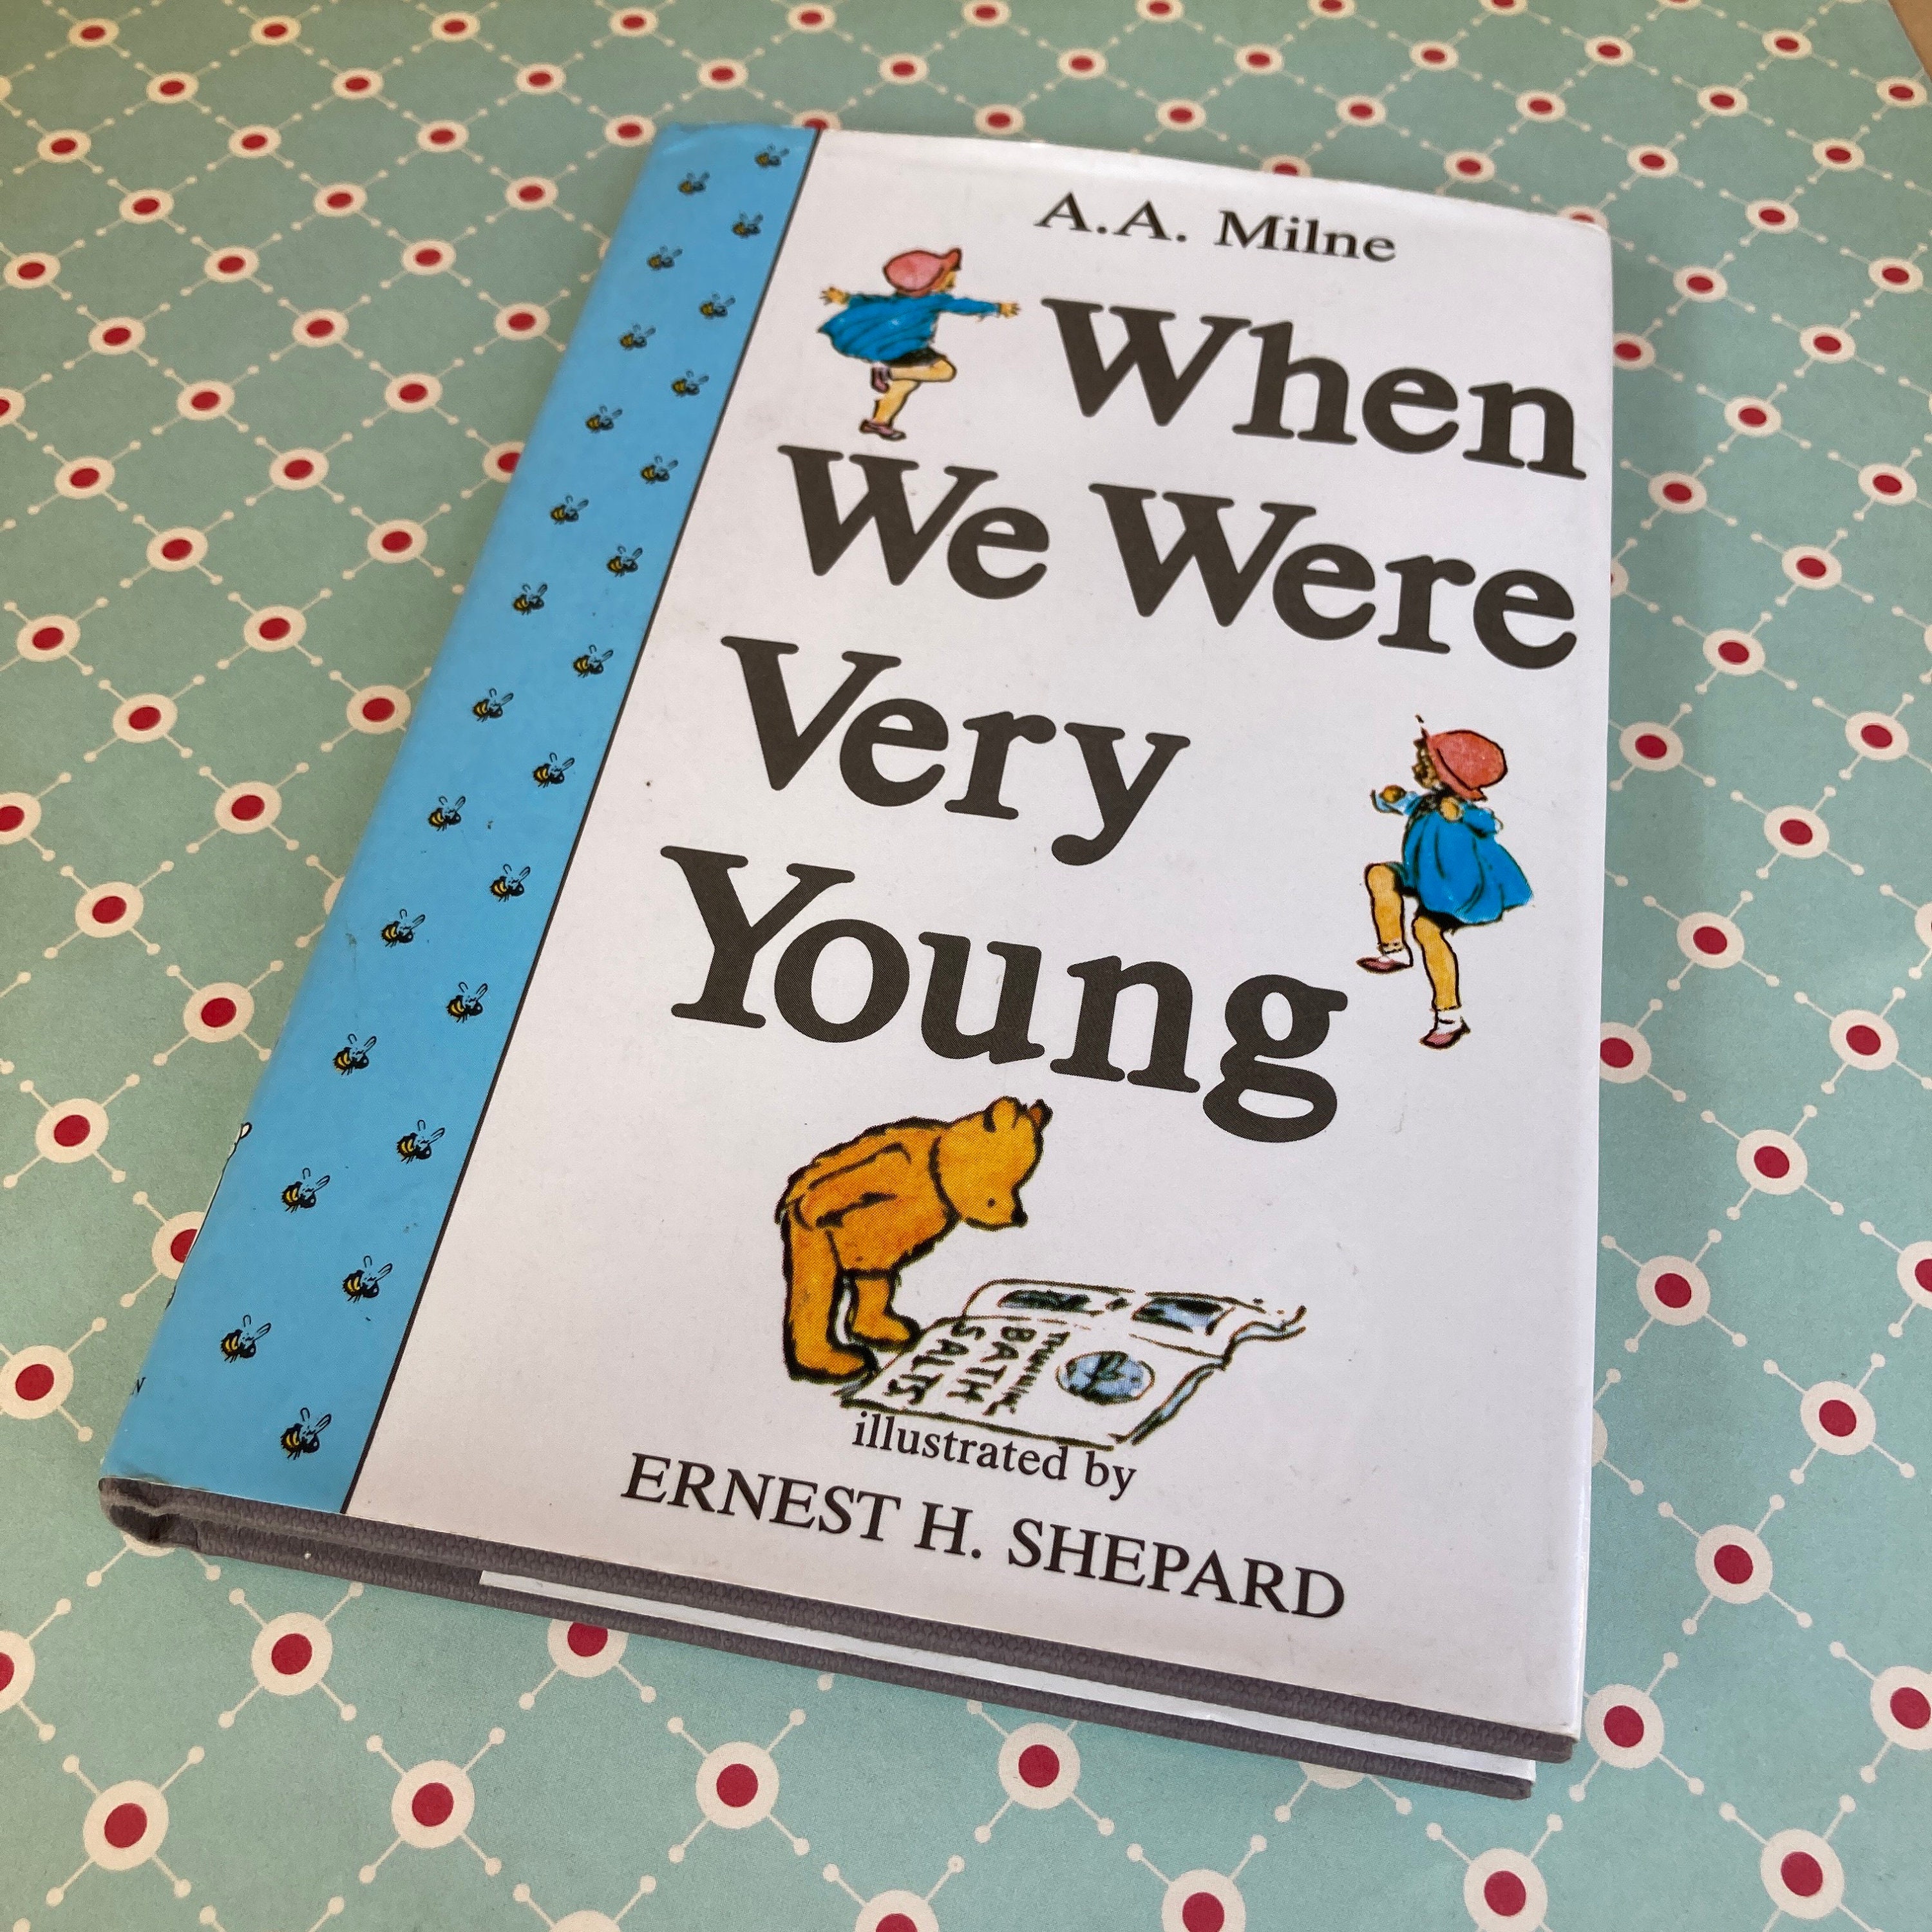 A.A. Milne
When
We Were
Very
Young
BATH
SALTS
illustrated by
ERNEST H. SHEPARD
N